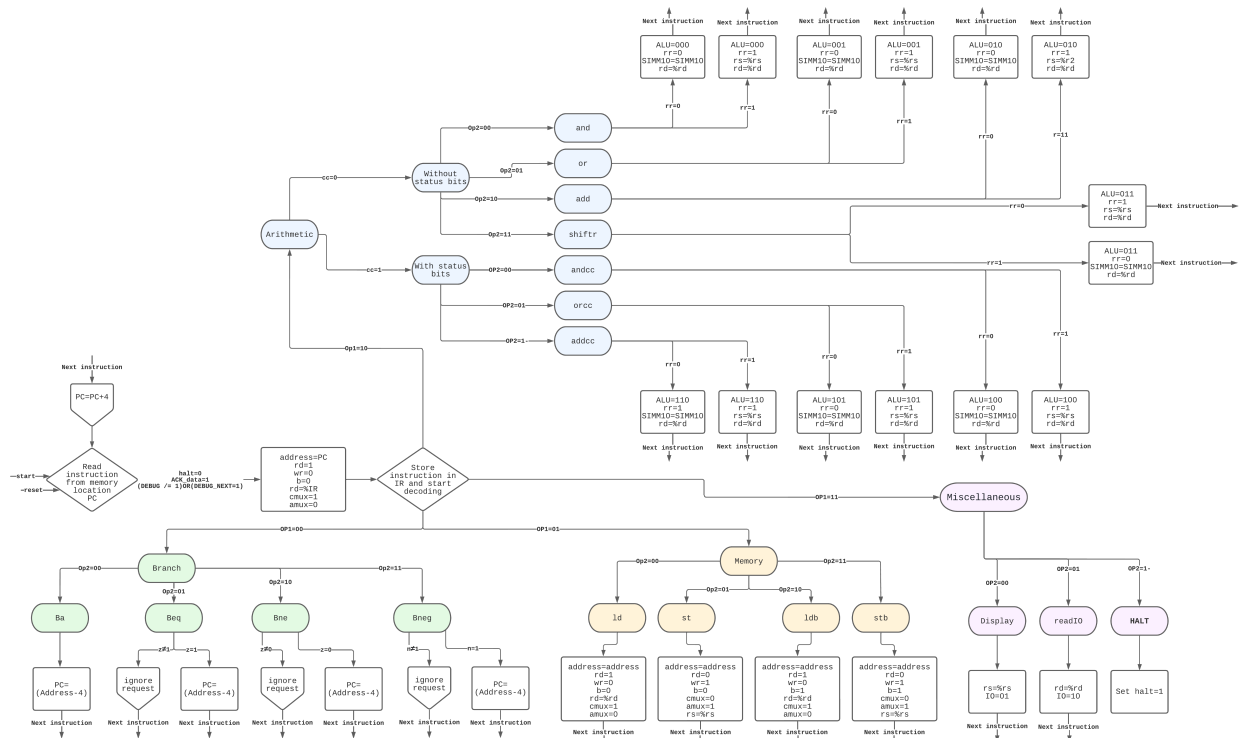 Next instruction
Next instruction
Next instruction
Next instruction
Next instruction
Next instruction
ALU=000
rr=0
SIMM10=SIMM10
rd=%rd
ALU=000
rr=1
rs=%rs
rd=%rd
ALU=001
rr=0
SIMM10=SIMM10
rd=%rd
ALU=001
rr=1
rs=%rs
rd=%rd
ALU=010
rr=0
SIMM10=SIMM10
rd=%rd
ALU=010
rr=1
rs=%r2
rd=%rd
rr=0
rr=1
rr=0
rr=1
rr=0
r=11
Op2=00
and
Op2=01
or
cc=0
Without
status bits
Op2=10
add
Op2=11
shiftr
rr=0
ALU=011
rr=1
rs=%rs
rd=%rd
Next instruction
Arithmetic
rr=1
ALU=011
rr=0
SIMM10=SIMM10
rd=%rd
Next instruction
cc=1
With status
bits
OP2=00
andcc
OP2=01
orcc
OP2=1-
addcc
rr=0
rr=1
rr=0
rr=1
rr=0
rr=1
Op1=10
Next instruction
PC=PC+4
ALU=110
rr=1
SIMM10=SIMM10
rd=%rd
ALU=110
rr=1
rs=%rs
rd=%rd
ALU=101
rr=0
SIMM10=SIMM10
rd=%rd
ALU=101
rr=1
rs=%rs
rd=%rd
ALU=100
rr=0
SIMM10=SIMM10
rd=%rd
ALU=100
rr=1
rs=%rs
rd=%rd
Next instruction
Next instruction
Next instruction
Next instruction
Next instruction
Next instruction
start
reset
Read
instruction
from memory
location
PC
halt=0
ACK_data=1
(DEBUG /= 1)OR(DEBUG_NEXT=1)
address=PC
rd=1
wr=0
b=0
rd=%IR
cmux=1
amux=0
Store
instruction in
IR and start
decoding
OP1=11
Miscellaneous
OP1=00
OP1=01
Branch
Op2=00
Op2=01
Op2=10
Op2=11
Memory
Op2=00
Op2=01
Op2=10
Op2=11
OP2=00
OP2=01
OP2=1-
Ba
Beq
Bne
Bneg
ld
st
ldb
stb
Display
readIO
HALT
z≠1
z=1
z≠0
z=0
n≠1
n=1
PC=
(Address-4)
ignore
request
PC=
(Address-4)
ignore
request
PC=
(Address-4)
ignore
request
PC=
(Address-4)
address=address
rd=1
wr=0
b=0
rd=%rd
cmux=1
amux=0
address=address
rd=0
wr=1
b=0
cmux=0
amux=1
rs=%rs
address=address
rd=1
wr=0
b=1
rd=%rd
cmux=1
amux=0
address=address
rd=0
wr=1
b=1
cmux=0
amux=1
rs=%rs
rs=%rs
IO=01
rd=%rd
IO=10
Set halt=1
Next instruction
Next instruction
Next instruction
Next instruction
Next instruction
Next instruction
Next instruction
Next instruction
Next instruction
Next instruction
Next instruction
Next instruction
Next instruction